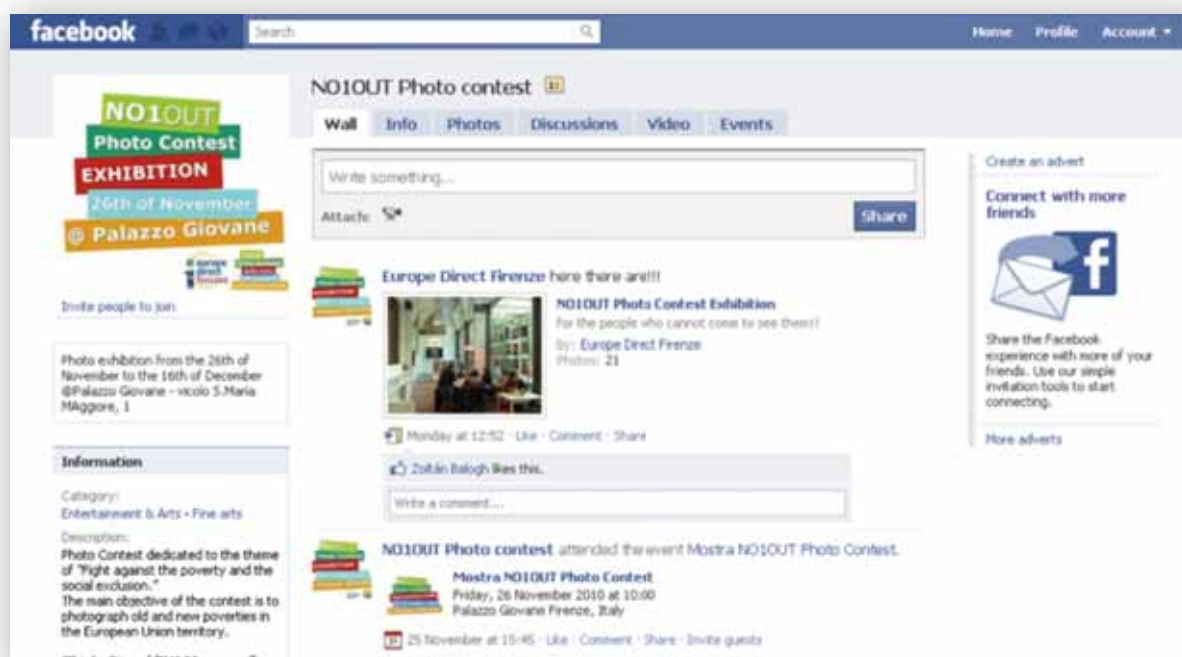 facebook
Search
Home Profile Account
NO1OUT
Photo Contest
EXHIBITION
26th of November
@ Palazzo Giovane
europe
direct
Invite people to join
Photo exhibition from the 26th of
November to the 16th of December
@Palazzo Giovane - vicolo S.Maria
MAggiore, 1
Information
Category:
Entertainment & Arts - Fine arts
Description:
Photo Contest dedicated to the theme
of "Fight against the poverty and the
social exclusion."
The main objective of the contest is to
photograph old and new poverties in
the European Union territory.
NO1OUT Photo contest
Wall Info Photos Discussions Video Events
Write something...
Attach:
Share
Europe Direct Firenze here there are!!!
NO1OUT Photo Contest Exhibition
For the people who cannot come to see them!!
By: Europe Direct Firenze
Photos: 21
Monday at 12:52 · Like · Comment · Share
Zoltán Balogh likes this.
Write a comment...
NO1OUT Photo contest attended the event Mostra NO1OUT Photo Contest.
Mostra NO1OUT Photo Contest
Friday, 26 November 2010 at 10:00
Palazzo Giovane Firenze, Italy
25 November at 15:45 · Like · Comment · Share · Invite guests
Create an advert
Connect with more
friends
Share the Facebook
experience with more of your
friends. Use our simple
invitation tools to start
connecting.
More adverts